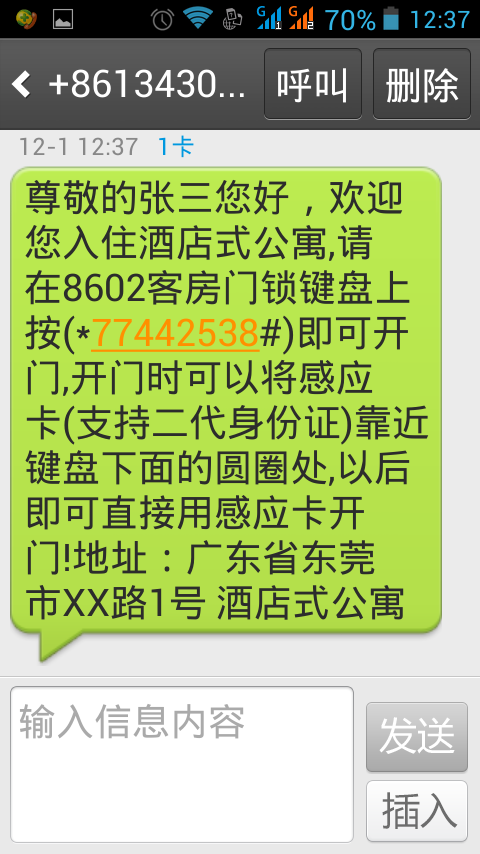 G 1 G 2 70% 12:37
+8613430... 呼叫 删除
12-1 12:37 1卡
尊敬的张三您好，欢迎
您入住酒店式公寓,请
在8602客房门锁键盘上
按(*77442538#)即可开
门,开门时可以将感应
卡(支持二代身份证)靠近
键盘下面的圆圈处,以后
即可直接用感应卡开
门!地址：广东省东莞
市XX路1号 酒店式公寓
输入信息内容
发送
插入